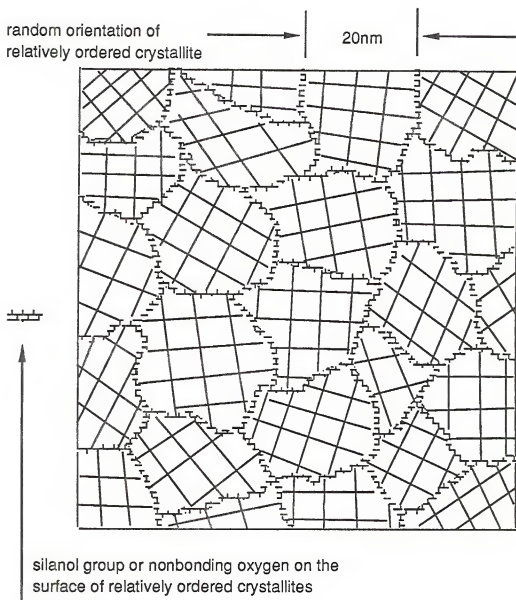 random orientation of
relatively ordered crystallite
20nm
silanol group or nonbonding oxygen on the
surface of relatively ordered crystallites